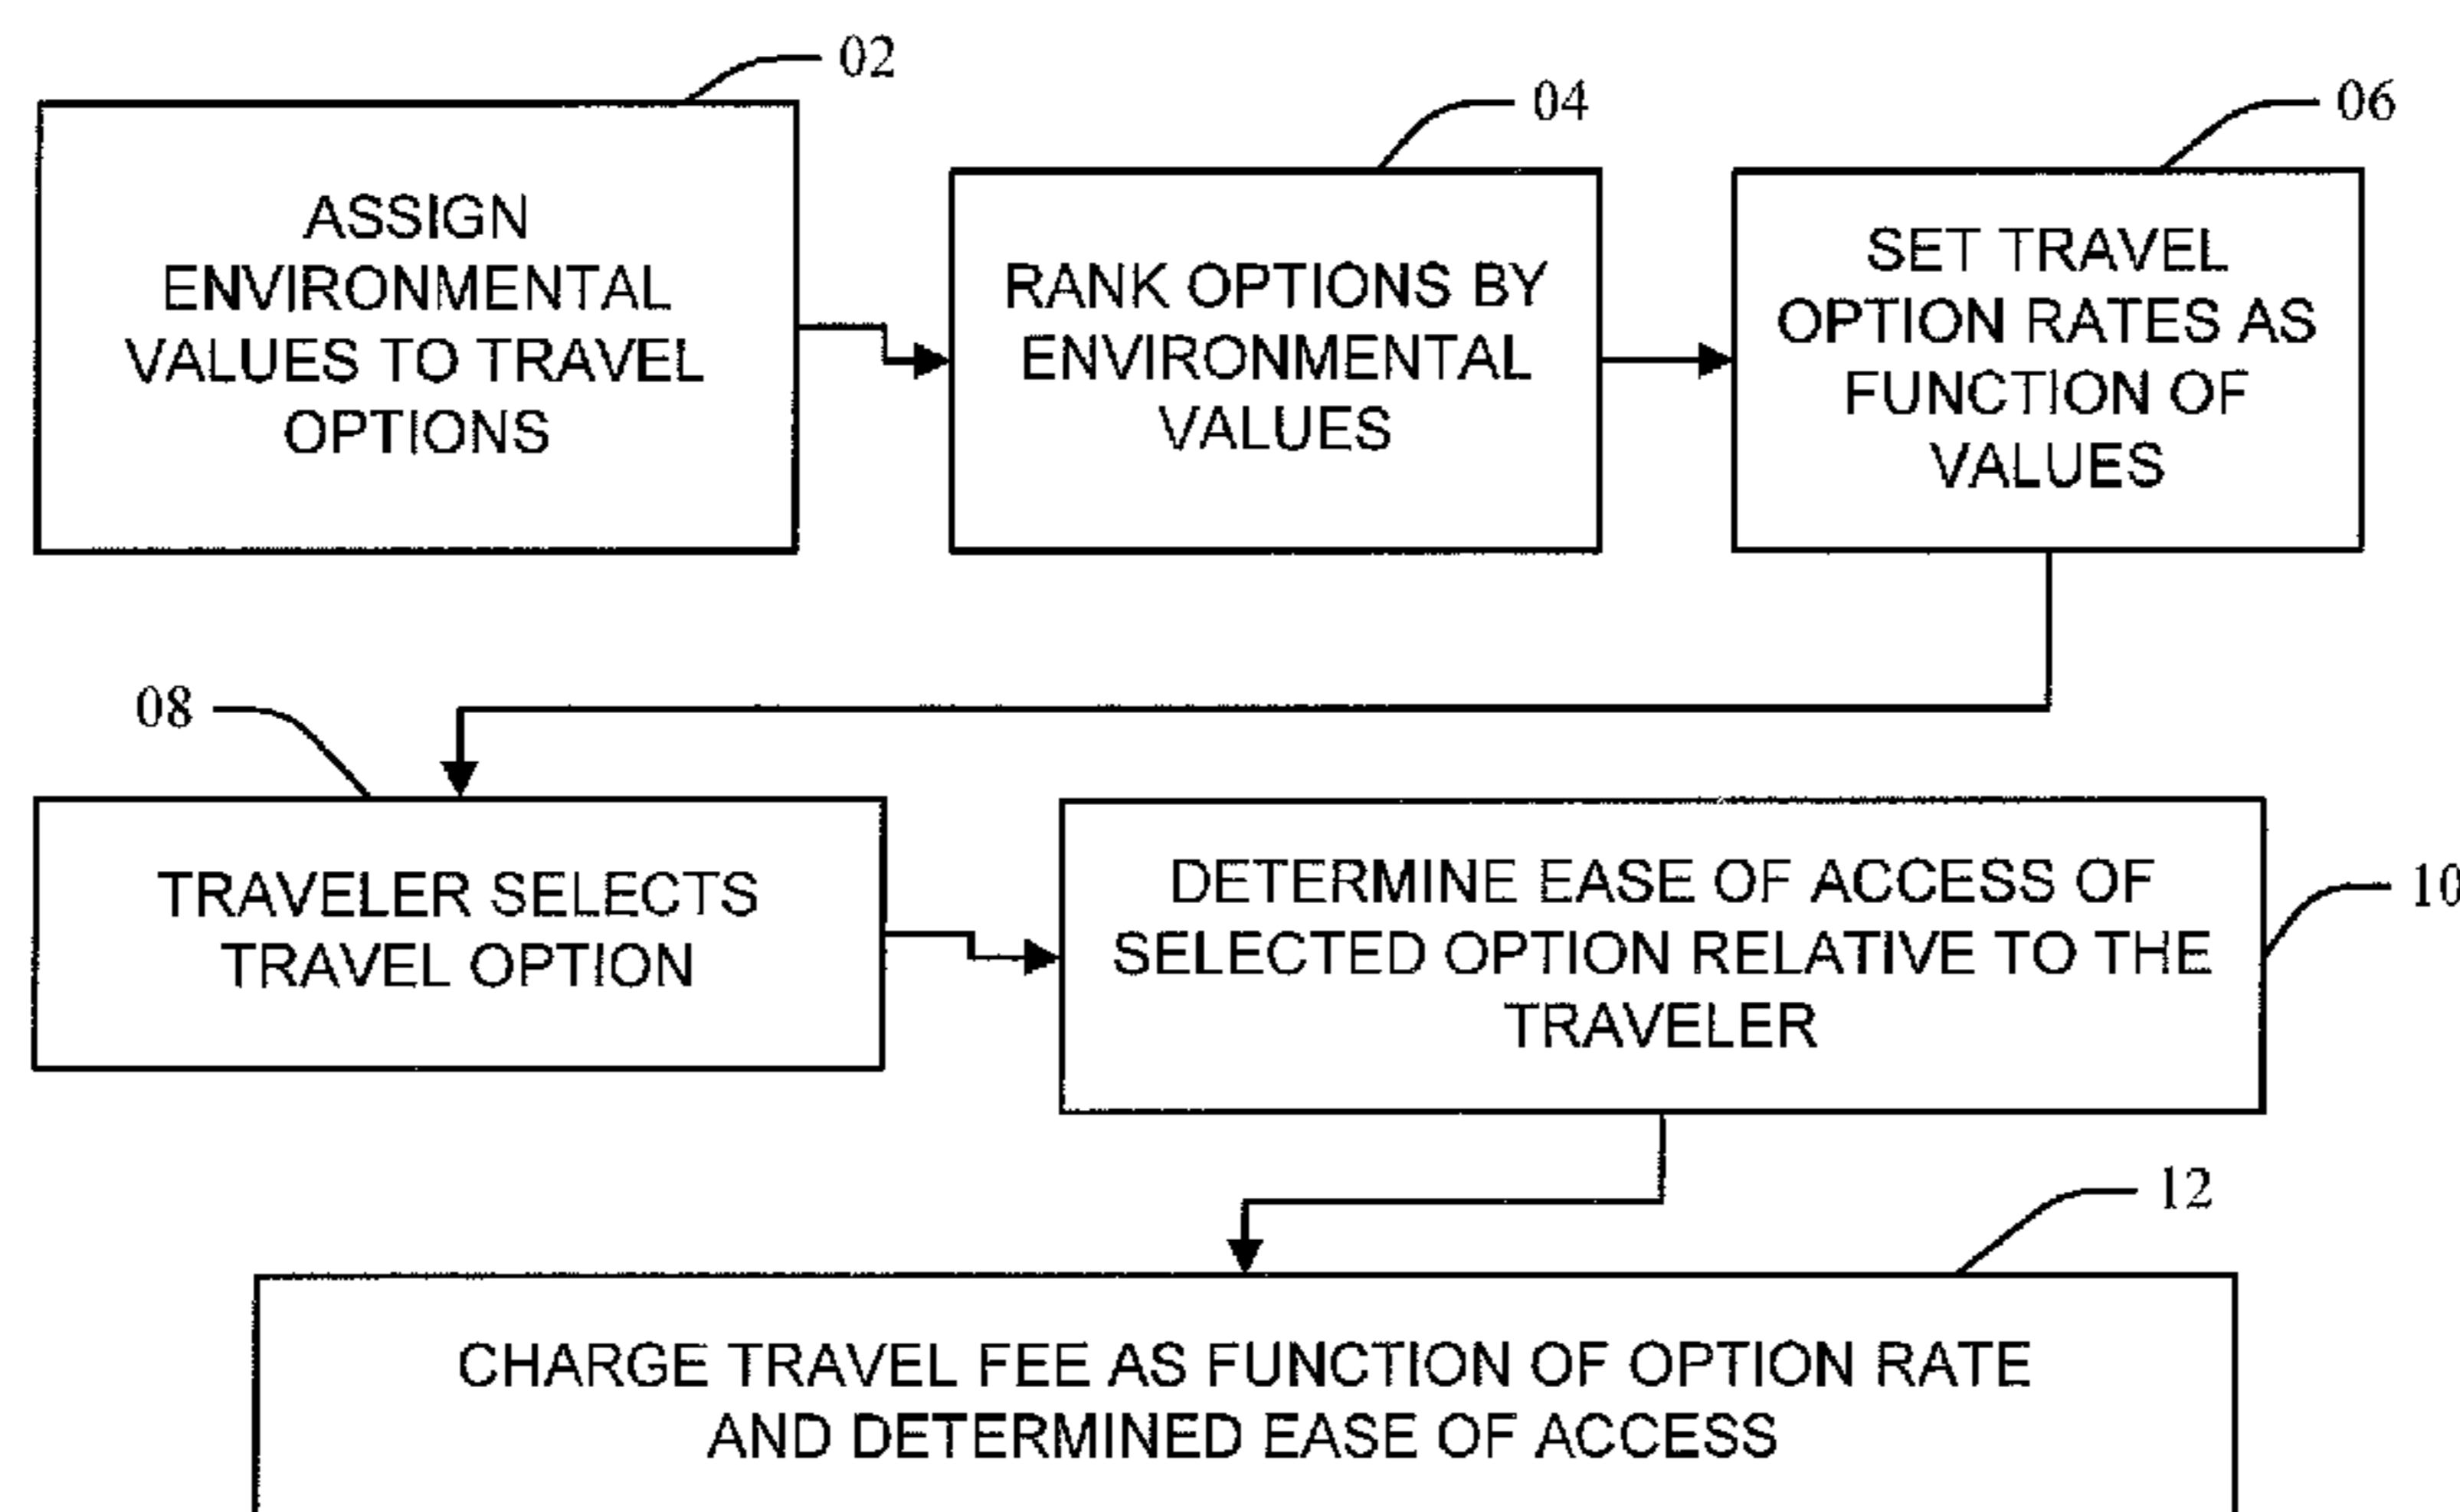 02
ASSIGN
ENVIRONMENTAL
VALUES TO TRAVEL
OPTIONS
04
RANK OPTIONS BY
ENVIRONMENTAL
VALUES
06
SET TRAVEL
OPTION RATES AS
FUNCTION OF
VALUES
08
TRAVELER SELECTS
TRAVEL OPTION
10
DETERMINE EASE OF ACCESS OF
SELECTED OPTION RELATIVE TO THE
TRAVELER
12
CHARGE TRAVEL FEE AS FUNCTION OF OPTION RATE
AND DETERMINED EASE OF ACCESS